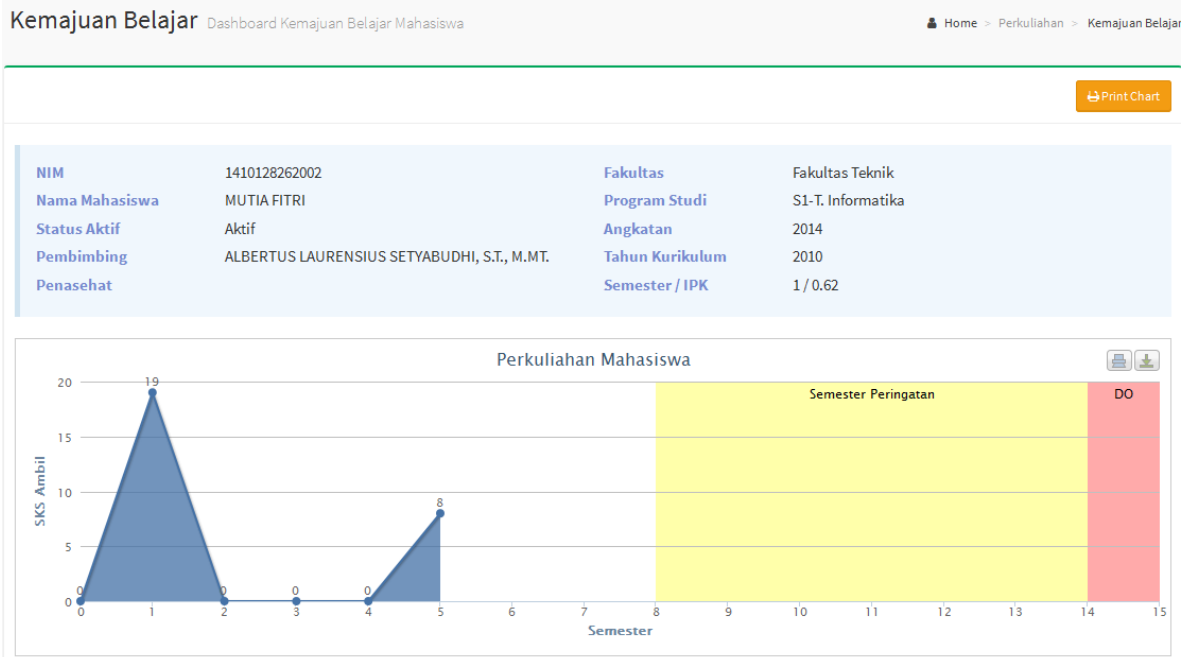 Kemajuan Belajar Dashboard Kemajuan Belajar Mahasiswa
Home > Perkuliahan > Kemajuan Belajar
Print Chart
NIM 1410128262002 Fakultas Fakultas Teknik
Nama Mahasiswa MUTIA FITRI Program Studi S1-T. Informatika
Status Aktif Aktif Angkatan 2014
Pembimbing ALBERTUS LAURENSIUS SETYABUDHI, S.T., M.MT. Tahun Kurikulum 2010
Penasehat Semester / IPK 1 / 0.62
Perkuliahan Mahasiswa
Semester Peringatan
DO
SKS Ambil
20
15
10
5
0
0 19 0 0 0 8
0 1 2 3 4 5 6 7 8 9 10 11 12 13 14 15
Semester